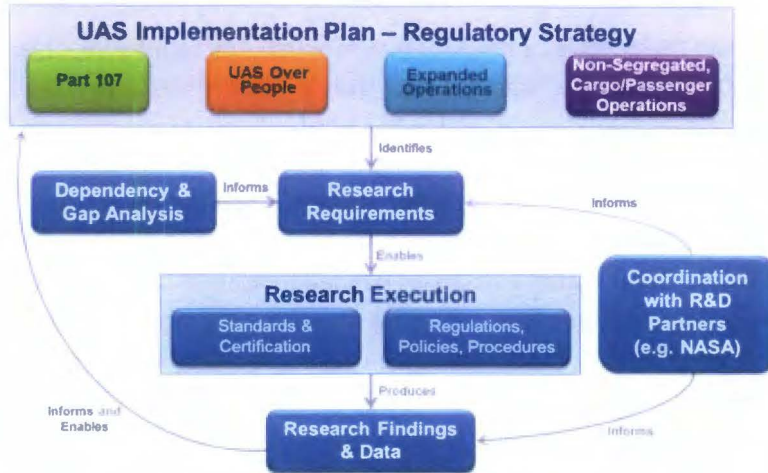 UAS Implementation Plan – Regulatory Strategy
Part 107
UAS Over
People
Expanded
Operations
Non-Segregated,
Cargo/Passenger
Operations
Identifies
Dependency &
Gap Analysis
Informs
Research
Requirements
Informs
Enables
Research Execution
Standards &
Certification
Regulations,
Policies, Procedures
Coordination
with R&D
Partners
(e.g. NASA)
Produces
Informs and
Enables
Research Findings
& Data
Informs